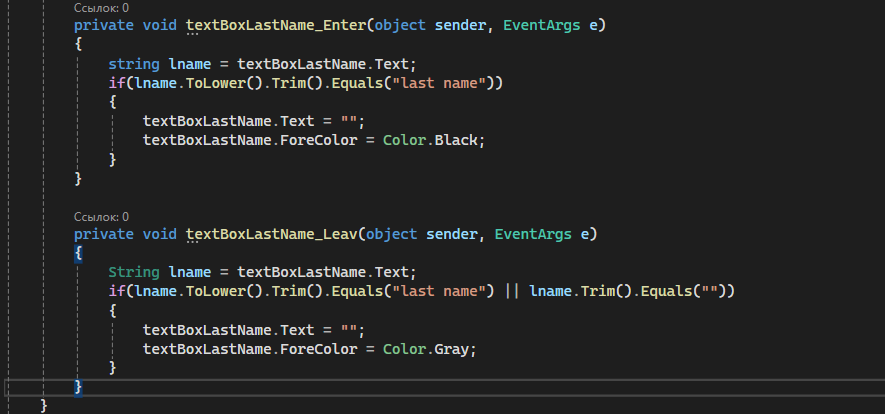 Ссылок: 0
private void textBoxLastName_Enter(object sender, EventArgs e)
{
string lname = textBoxLastName.Text;
if(lname.ToLower().Trim().Equals("last name"))
{
textBoxLastName.Text = "";
textBoxLastName.ForeColor = Color.Black;
}
}
Ссылок: 0
private void textBoxLastName_Leav(object sender, EventArgs e)
{
String lname = textBoxLastName.Text;
if(lname.ToLower().Trim().Equals("last name") || lname.Trim().Equals(""))
{
textBoxLastName.Text = "";
textBoxLastName.ForeColor = Color.Gray;
}
}
}